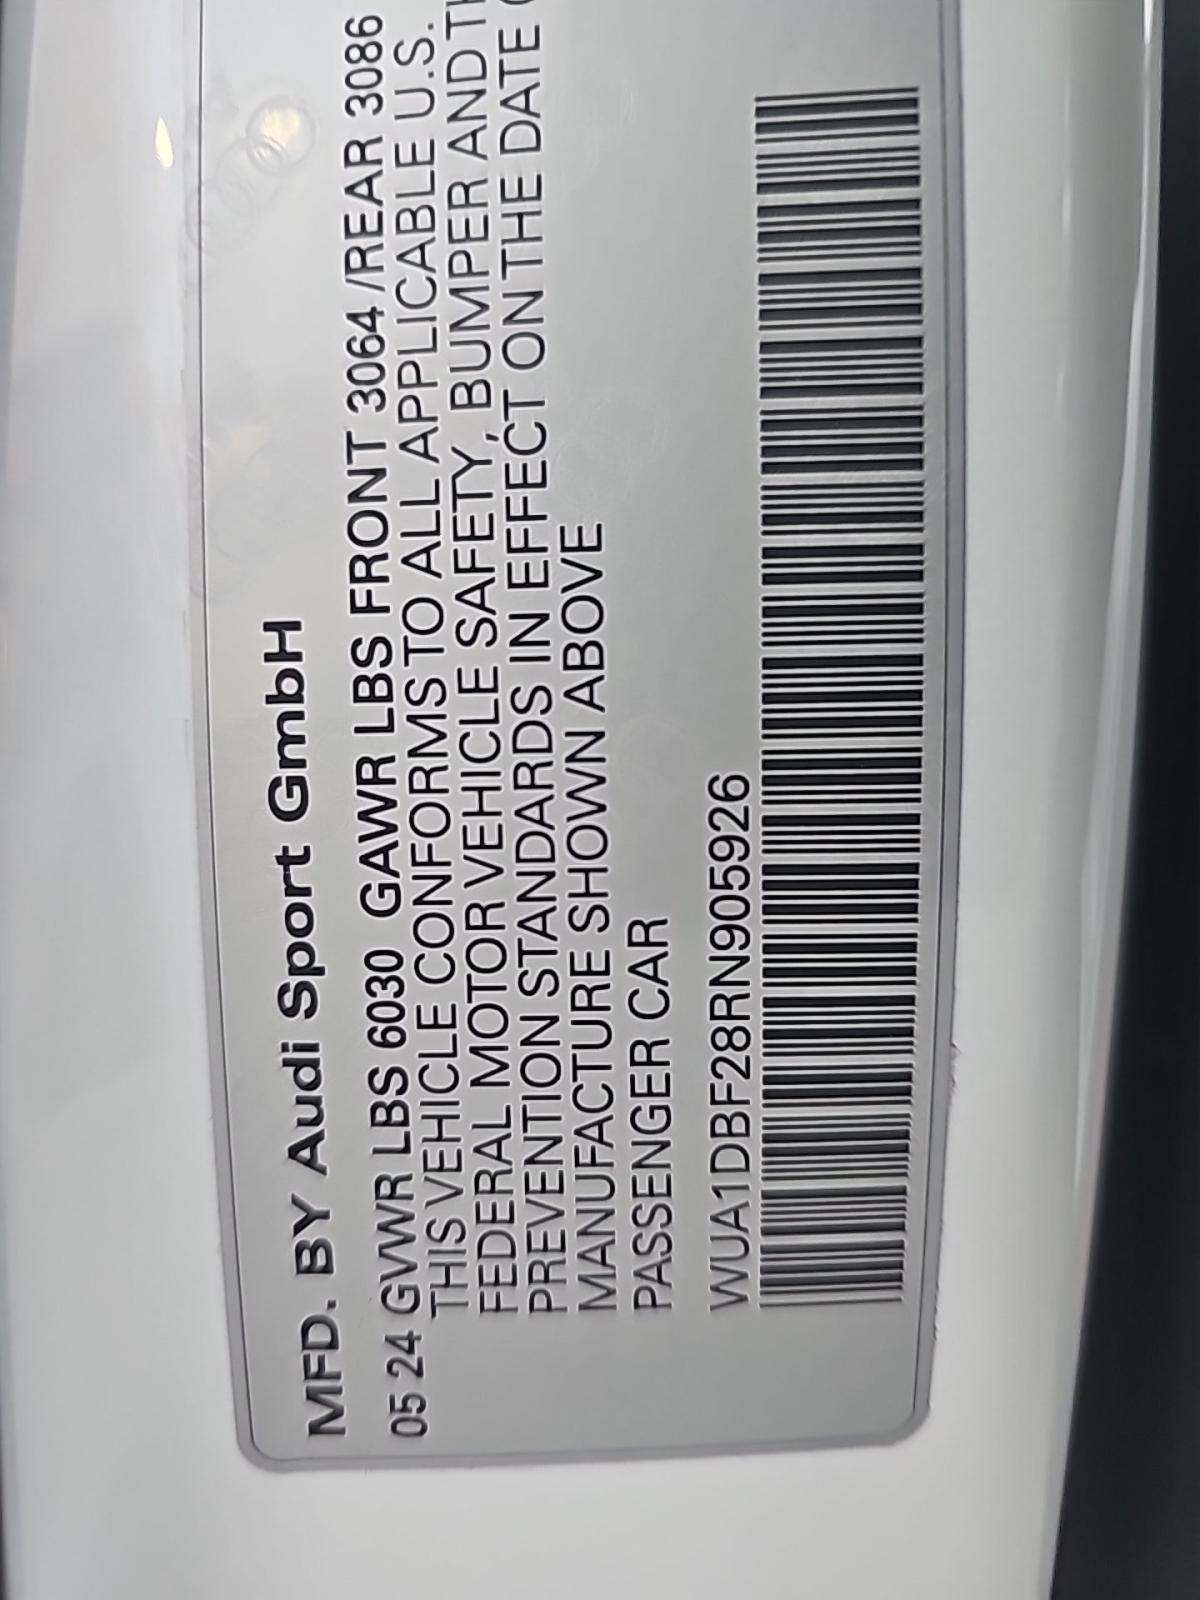 MFD. BY Audi Sport GmbH
05 24 GVWR LBS 6030 GAWR LBS FRONT 3064 /REAR 3086
THIS VEHICLE CONFORMS TO ALL APPLICABLE U.S.
FEDERAL MOTOR VEHICLE SAFETY, BUMPER AND
PREVENTION STANDARDS IN EFFECT ON THE DATE
MANUFACTURE SHOWN ABOVE
PASSENGER CAR
WUA1DBF28RN905926